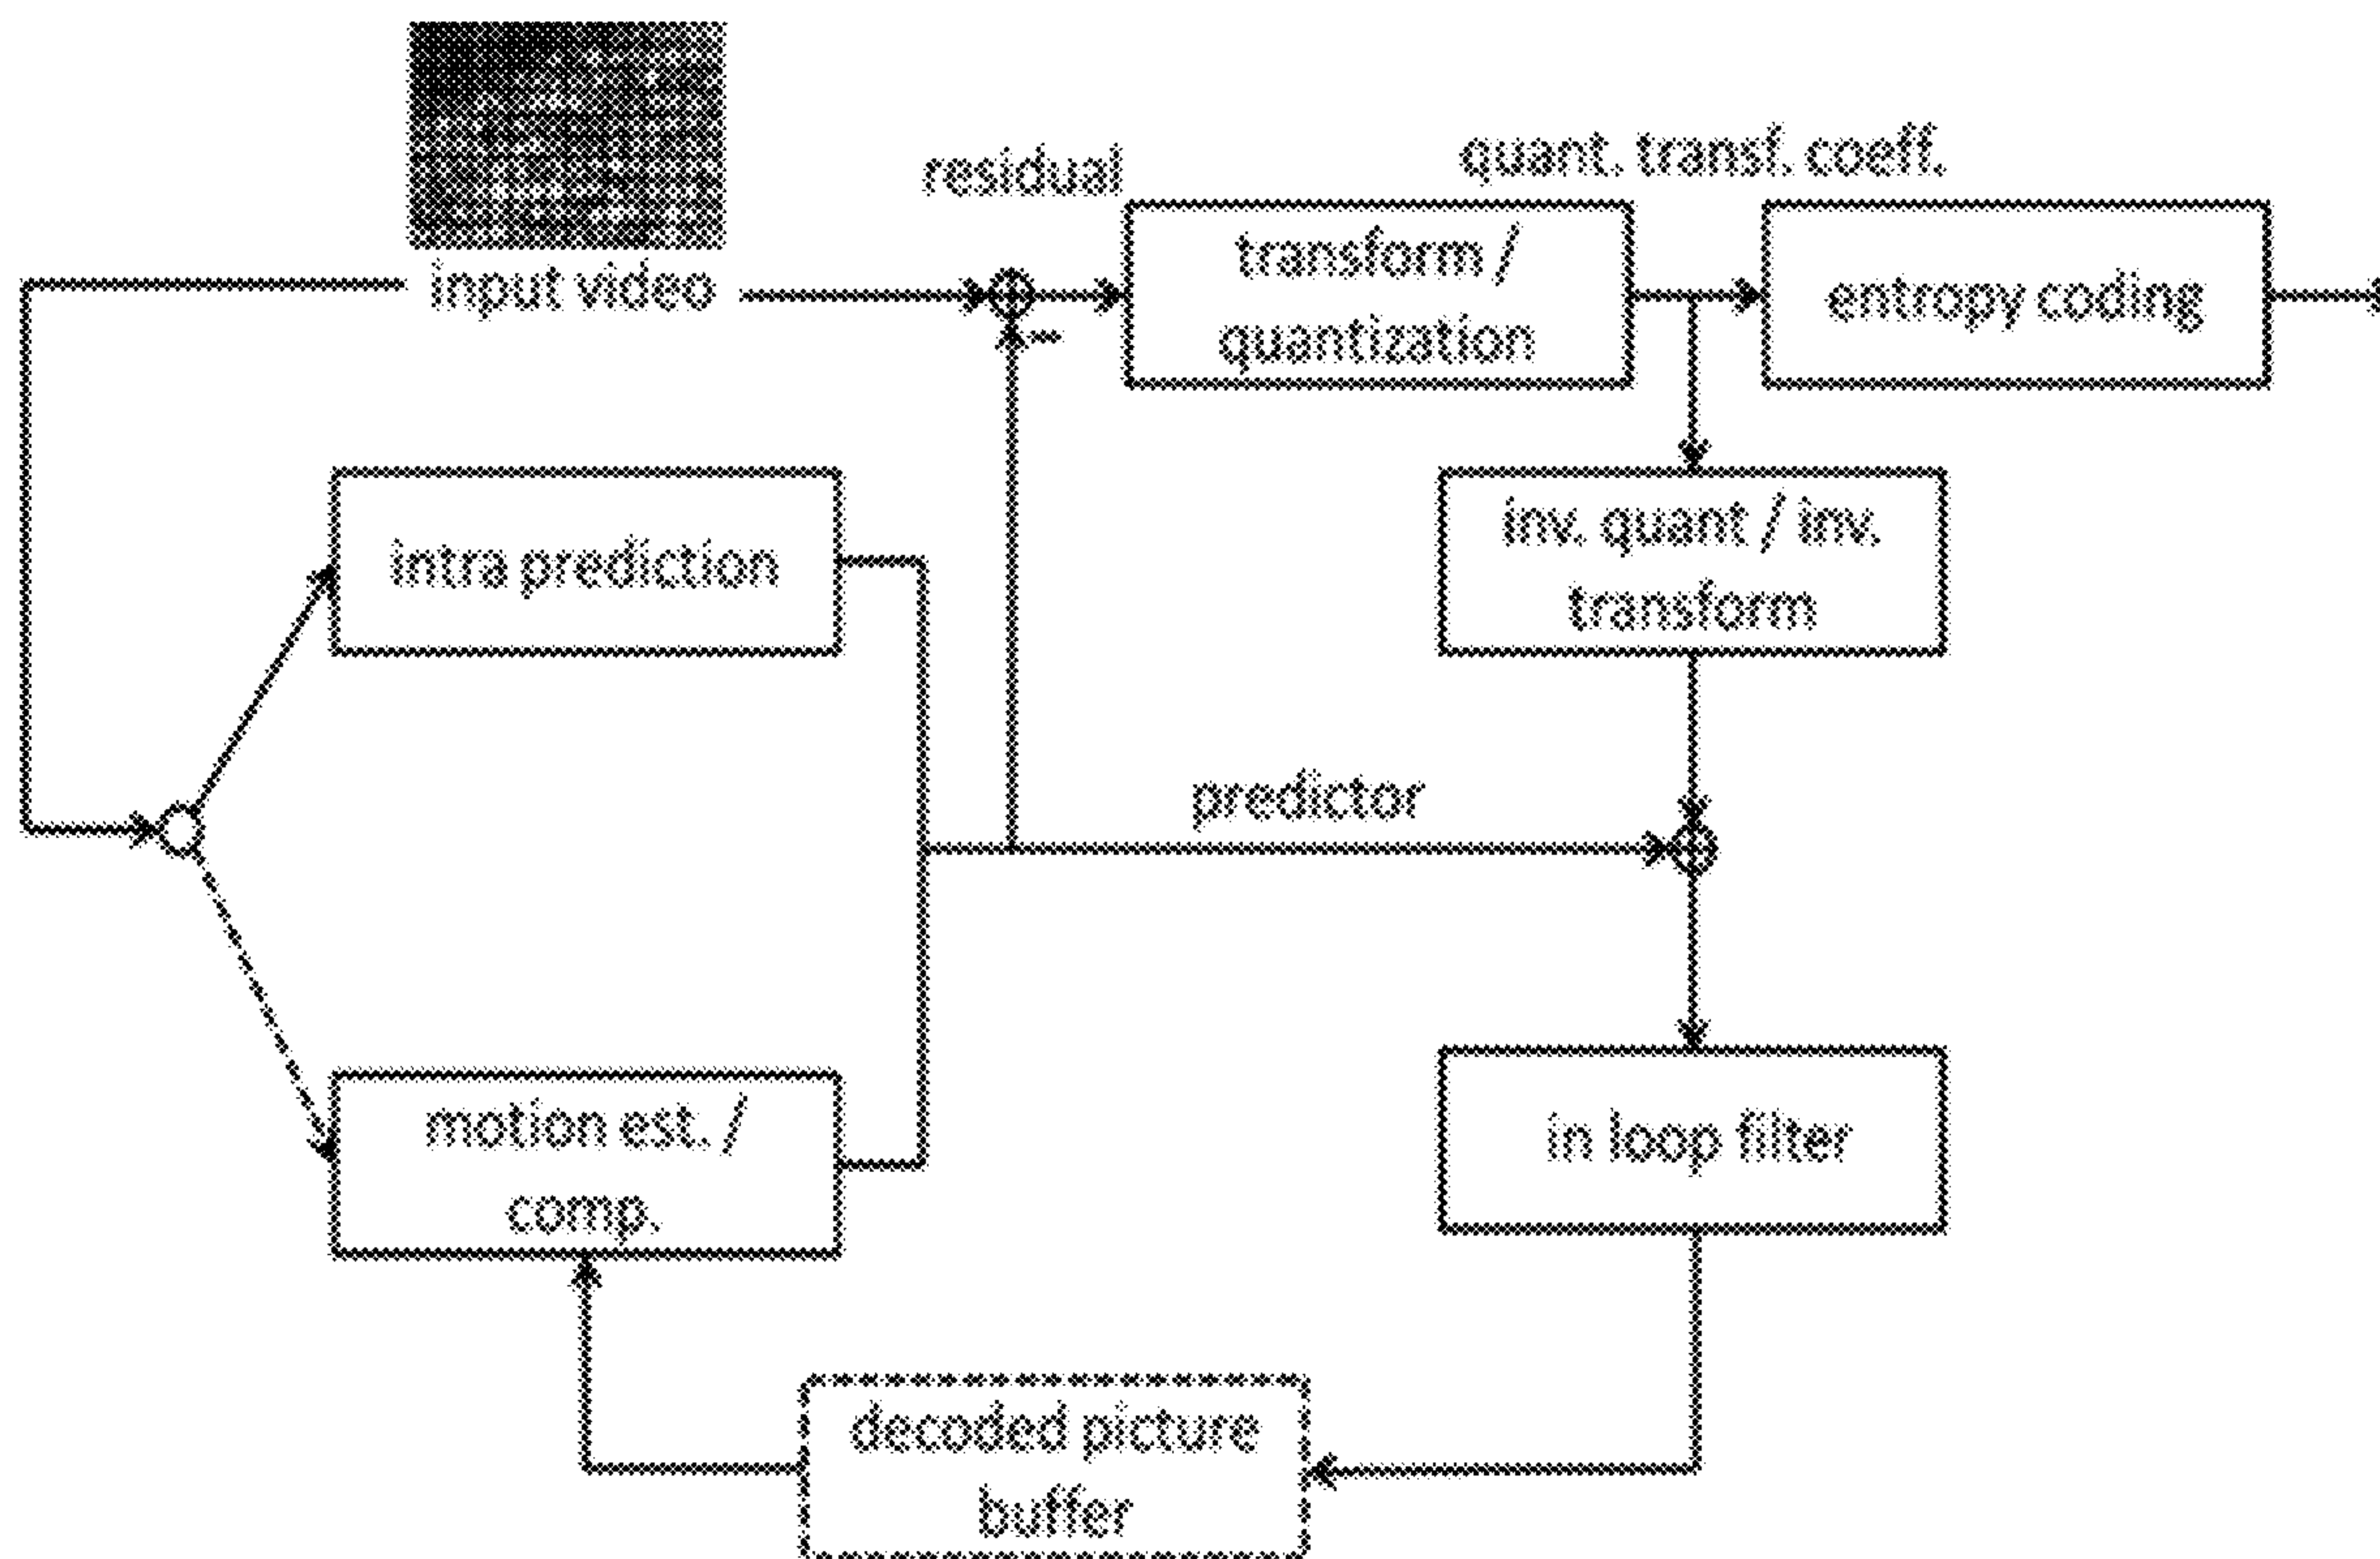 residual
quant. transf. coeff.
input video
transform /
quantization
entropy coding
intra prediction
inv. quant / inv.
transform
predictor
motion est. /
comp.
in loop filter
decoded picture
buffer